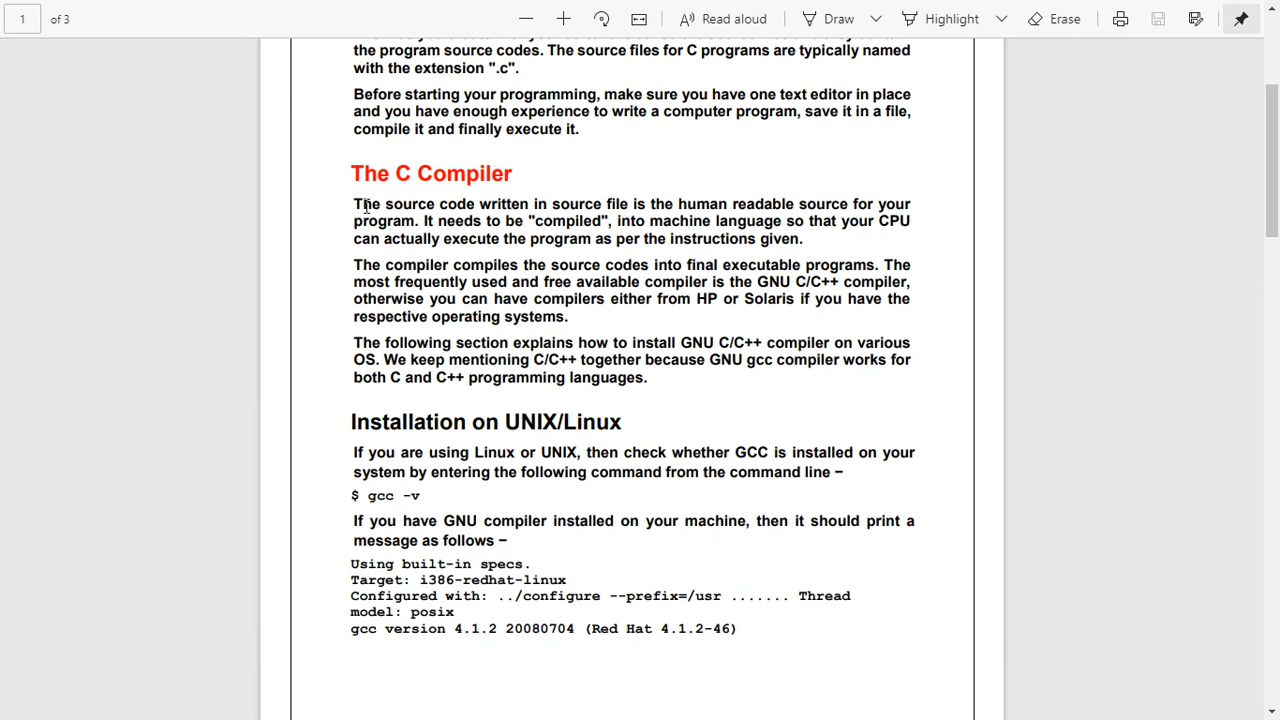 1 of 3 Read aloud Draw Highlight Erase
the program source codes. The source files for C programs are typically named
with the extension ".c".
Before starting your programming, make sure you have one text editor in place
and you have enough experience to write a computer program, save it in a file,
compile it and finally execute it.
The C Compiler
The source code written in source file is the human readable source for your
program. It needs to be "compiled", into machine language so that your CPU
can actually execute the program as per the instructions given.
The compiler compiles the source codes into final executable programs. The
most frequently used and free available compiler is the GNU C/C++ compiler,
otherwise you can have compilers either from HP or Solaris if you have the
respective operating systems.
The following section explains how to install GNU C/C++ compiler on various
OS. We keep mentioning C/C++ together because GNU gcc compiler works for
both C and C++ programming languages.
Installation on UNIX/Linux
If you are using Linux or UNIX, then check whether GCC is installed on your
system by entering the following command from the command line −
$ gcc -v
If you have GNU compiler installed on your machine, then it should print a
message as follows −
Using built-in specs.
Target: i386-redhat-linux
Configured with: ../configure --prefix=/usr ....... Thread
model: posix
gcc version 4.1.2 20080704 (Red Hat 4.1.2-46)